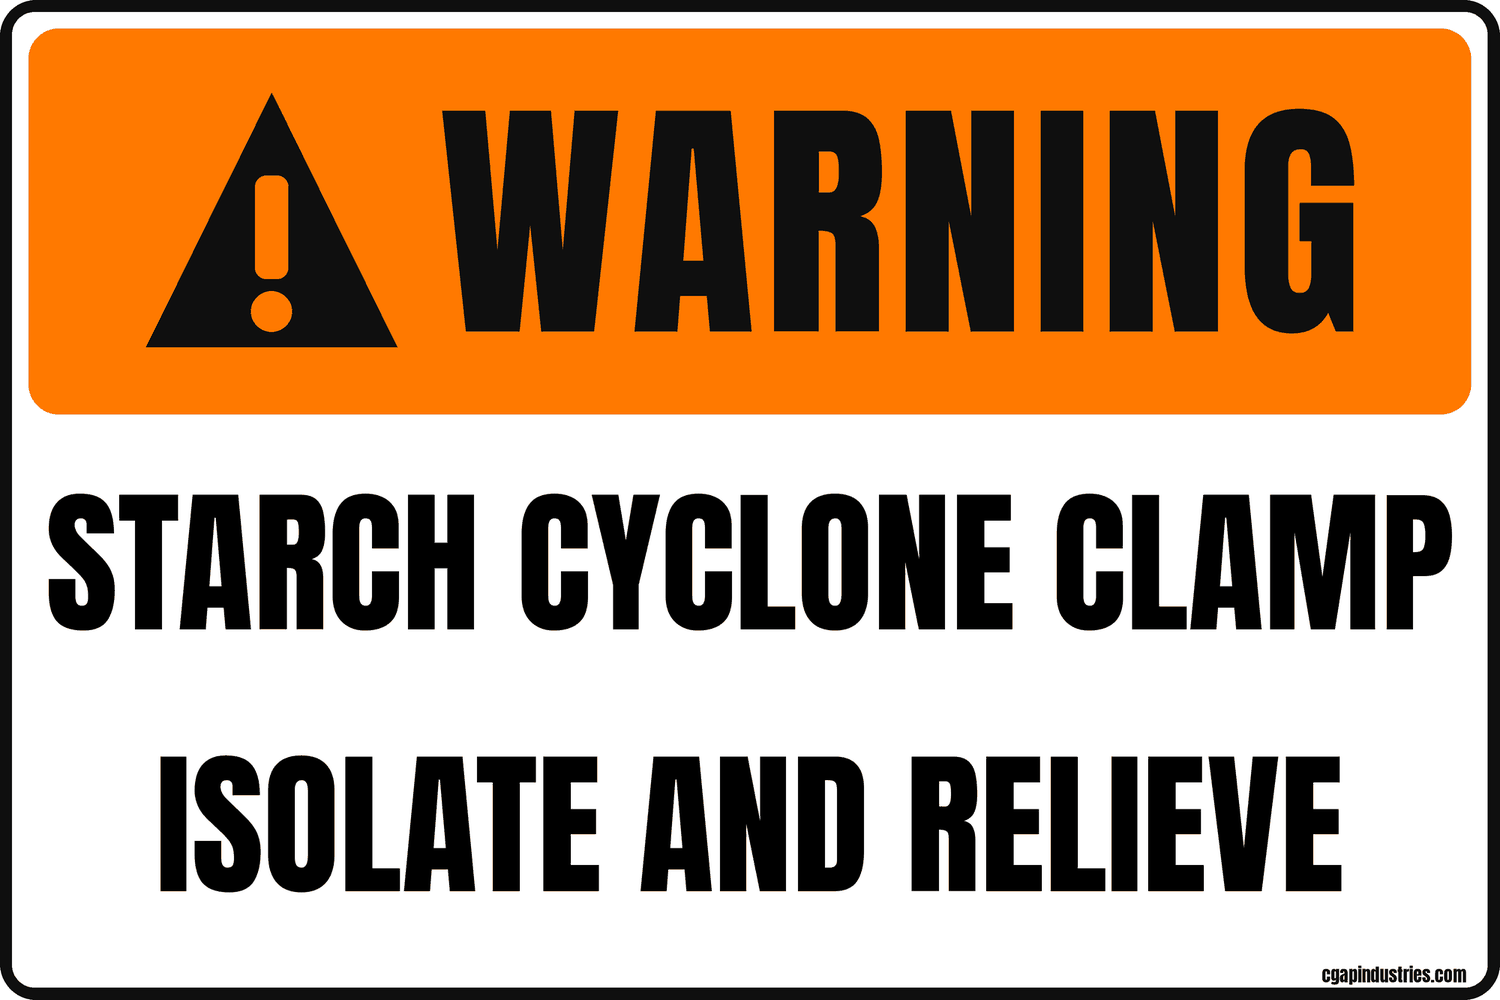 WARNING
STARCH CYCLONE CLAMP
ISOLATE AND RELIEVE
cgapindustries.com